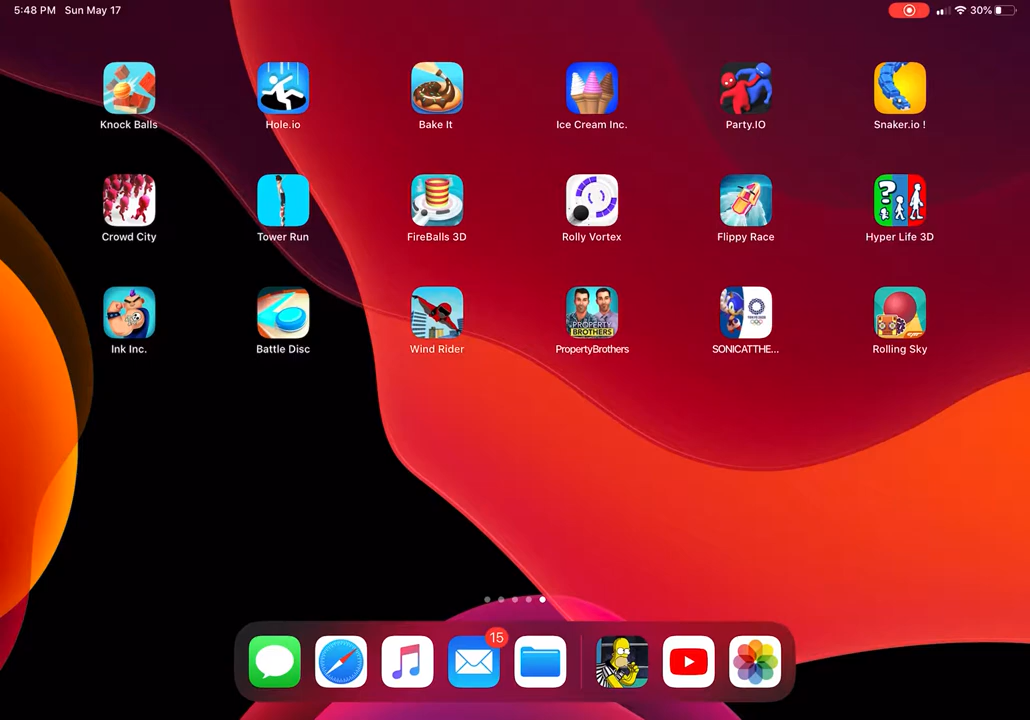 5:48 PM Sun May 17
30%
Knock Balls
Hole.io
Bake It
Ice Cream Inc.
Party.IO
Snaker.io !
Crowd City
Tower Run
FireBalls 3D
Rolly Vortex
Flippy Race
Hyper Life 3D
PROPERTY
BROTHERS
Ink Inc.
Battle Disc
Wind Rider
PropertyBrothers
SONICATTHE...
Rolling Sky
15